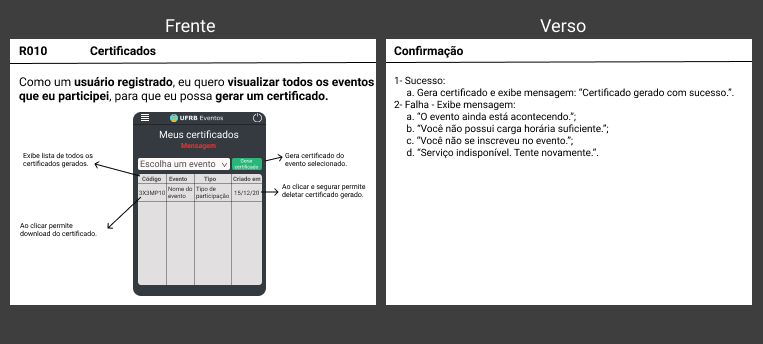 Frente
Verso
R010 Certificados
Como um usuário registrado, eu quero visualizar todos os eventos
que eu participei, para que eu possa gerar um certificado.
UFRB Eventos
Meus certificados
Mensagem
Exibe lista de todos os
certificados gerados.
Escolha um evento
Gerar
certificado
Gera certificado do
evento selecionado.
Código Evento Tipo Criado em
3X3MP10 Nome do evento Tipo de participação 15/12/20
Ao clicar e segurar permite
deletar certificado gerado.
Ao clicar permite
download do certificado.
Confirmação
1- Sucesso:
a. Gera certificado e exibe mensagem: “Certificado gerado com sucesso.”.
2- Falha - Exibe mensagem:
a. “O evento ainda está acontecendo.”;
b. “Você não possui carga horária suficiente.”;
c. “Você não se inscreveu no evento.”;
d. “Serviço indisponível. Tente novamente.”.